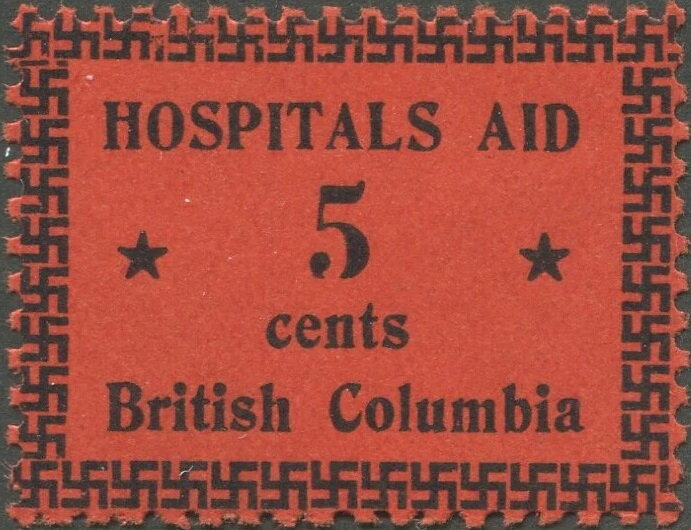 HOSPITALS AID
5
cents
British Columbia